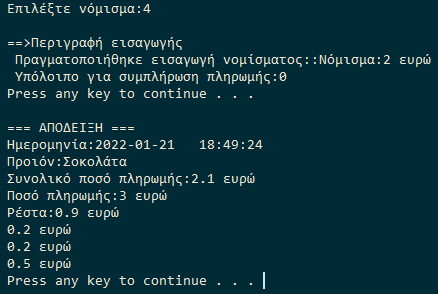 Επιλέξτε νόμισμα:4
==>Περιγραφή εισαγωγής
Πραγματοποιήθηκε εισαγωγή νομίσματος::Νόμισμα:2 ευρώ
Υπόλοιπο για συμπλήρωση πληρωμής:0
Press any key to continue . . .
=== ΑΠΟΔΕΙΞΗ ===
Ημερομηνία:2022-01-21   18:49:24
Προιόν:Σοκολάτα
Συνολικό ποσό πληρωμής:2.1 ευρώ
Ποσό πληρωμής:3 ευρώ
Ρέστα:0.9 ευρώ
0.2 ευρώ
0.2 ευρώ
0.5 ευρώ
Press any key to continue . . .